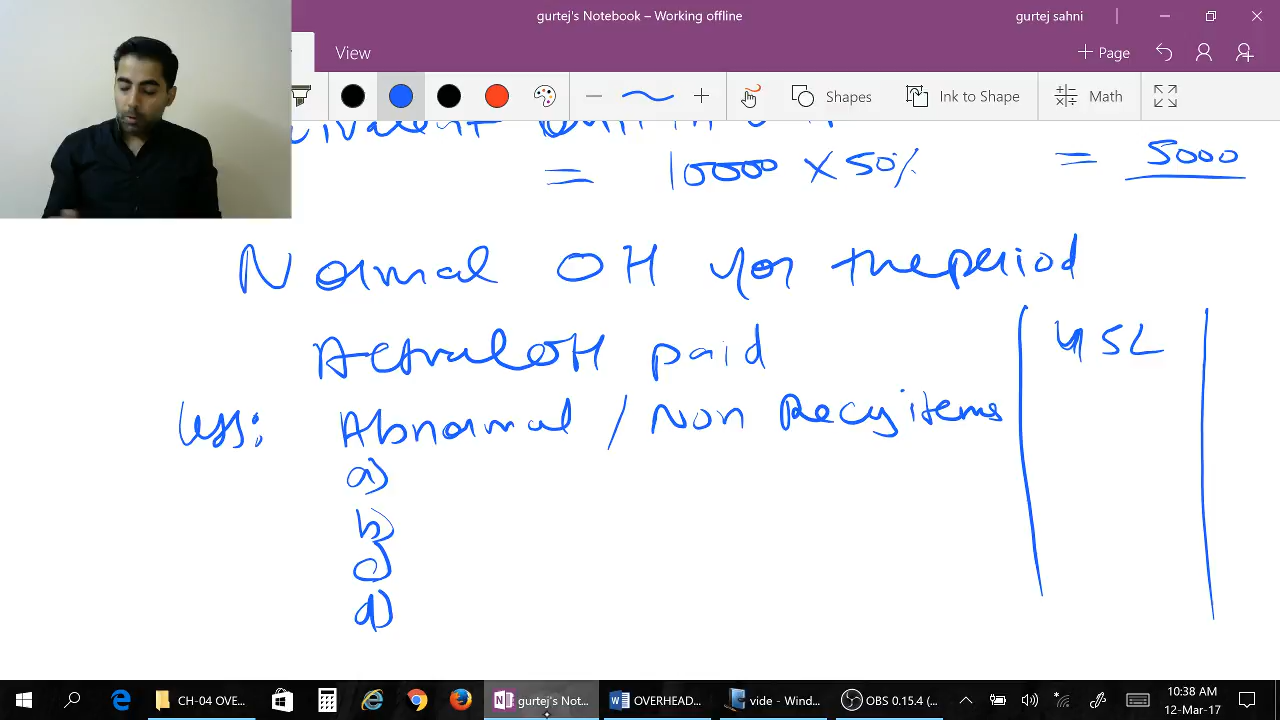 gurtej's Notebook – Working offline
gurtej sahni
View
Page
Shapes
Ink to Shape
Math
= 10000 × 50% = 5000
Normal OH for the period
Actual OH paid 45L
Less: Abnormal / Non Recg items
a)
b)
c)
d)
CH-04 OVE...
gurtej's Not...
OVERHEAD...
vide - Wind...
OBS 0.15.4 (...
10:38 AM
12-Mar-17